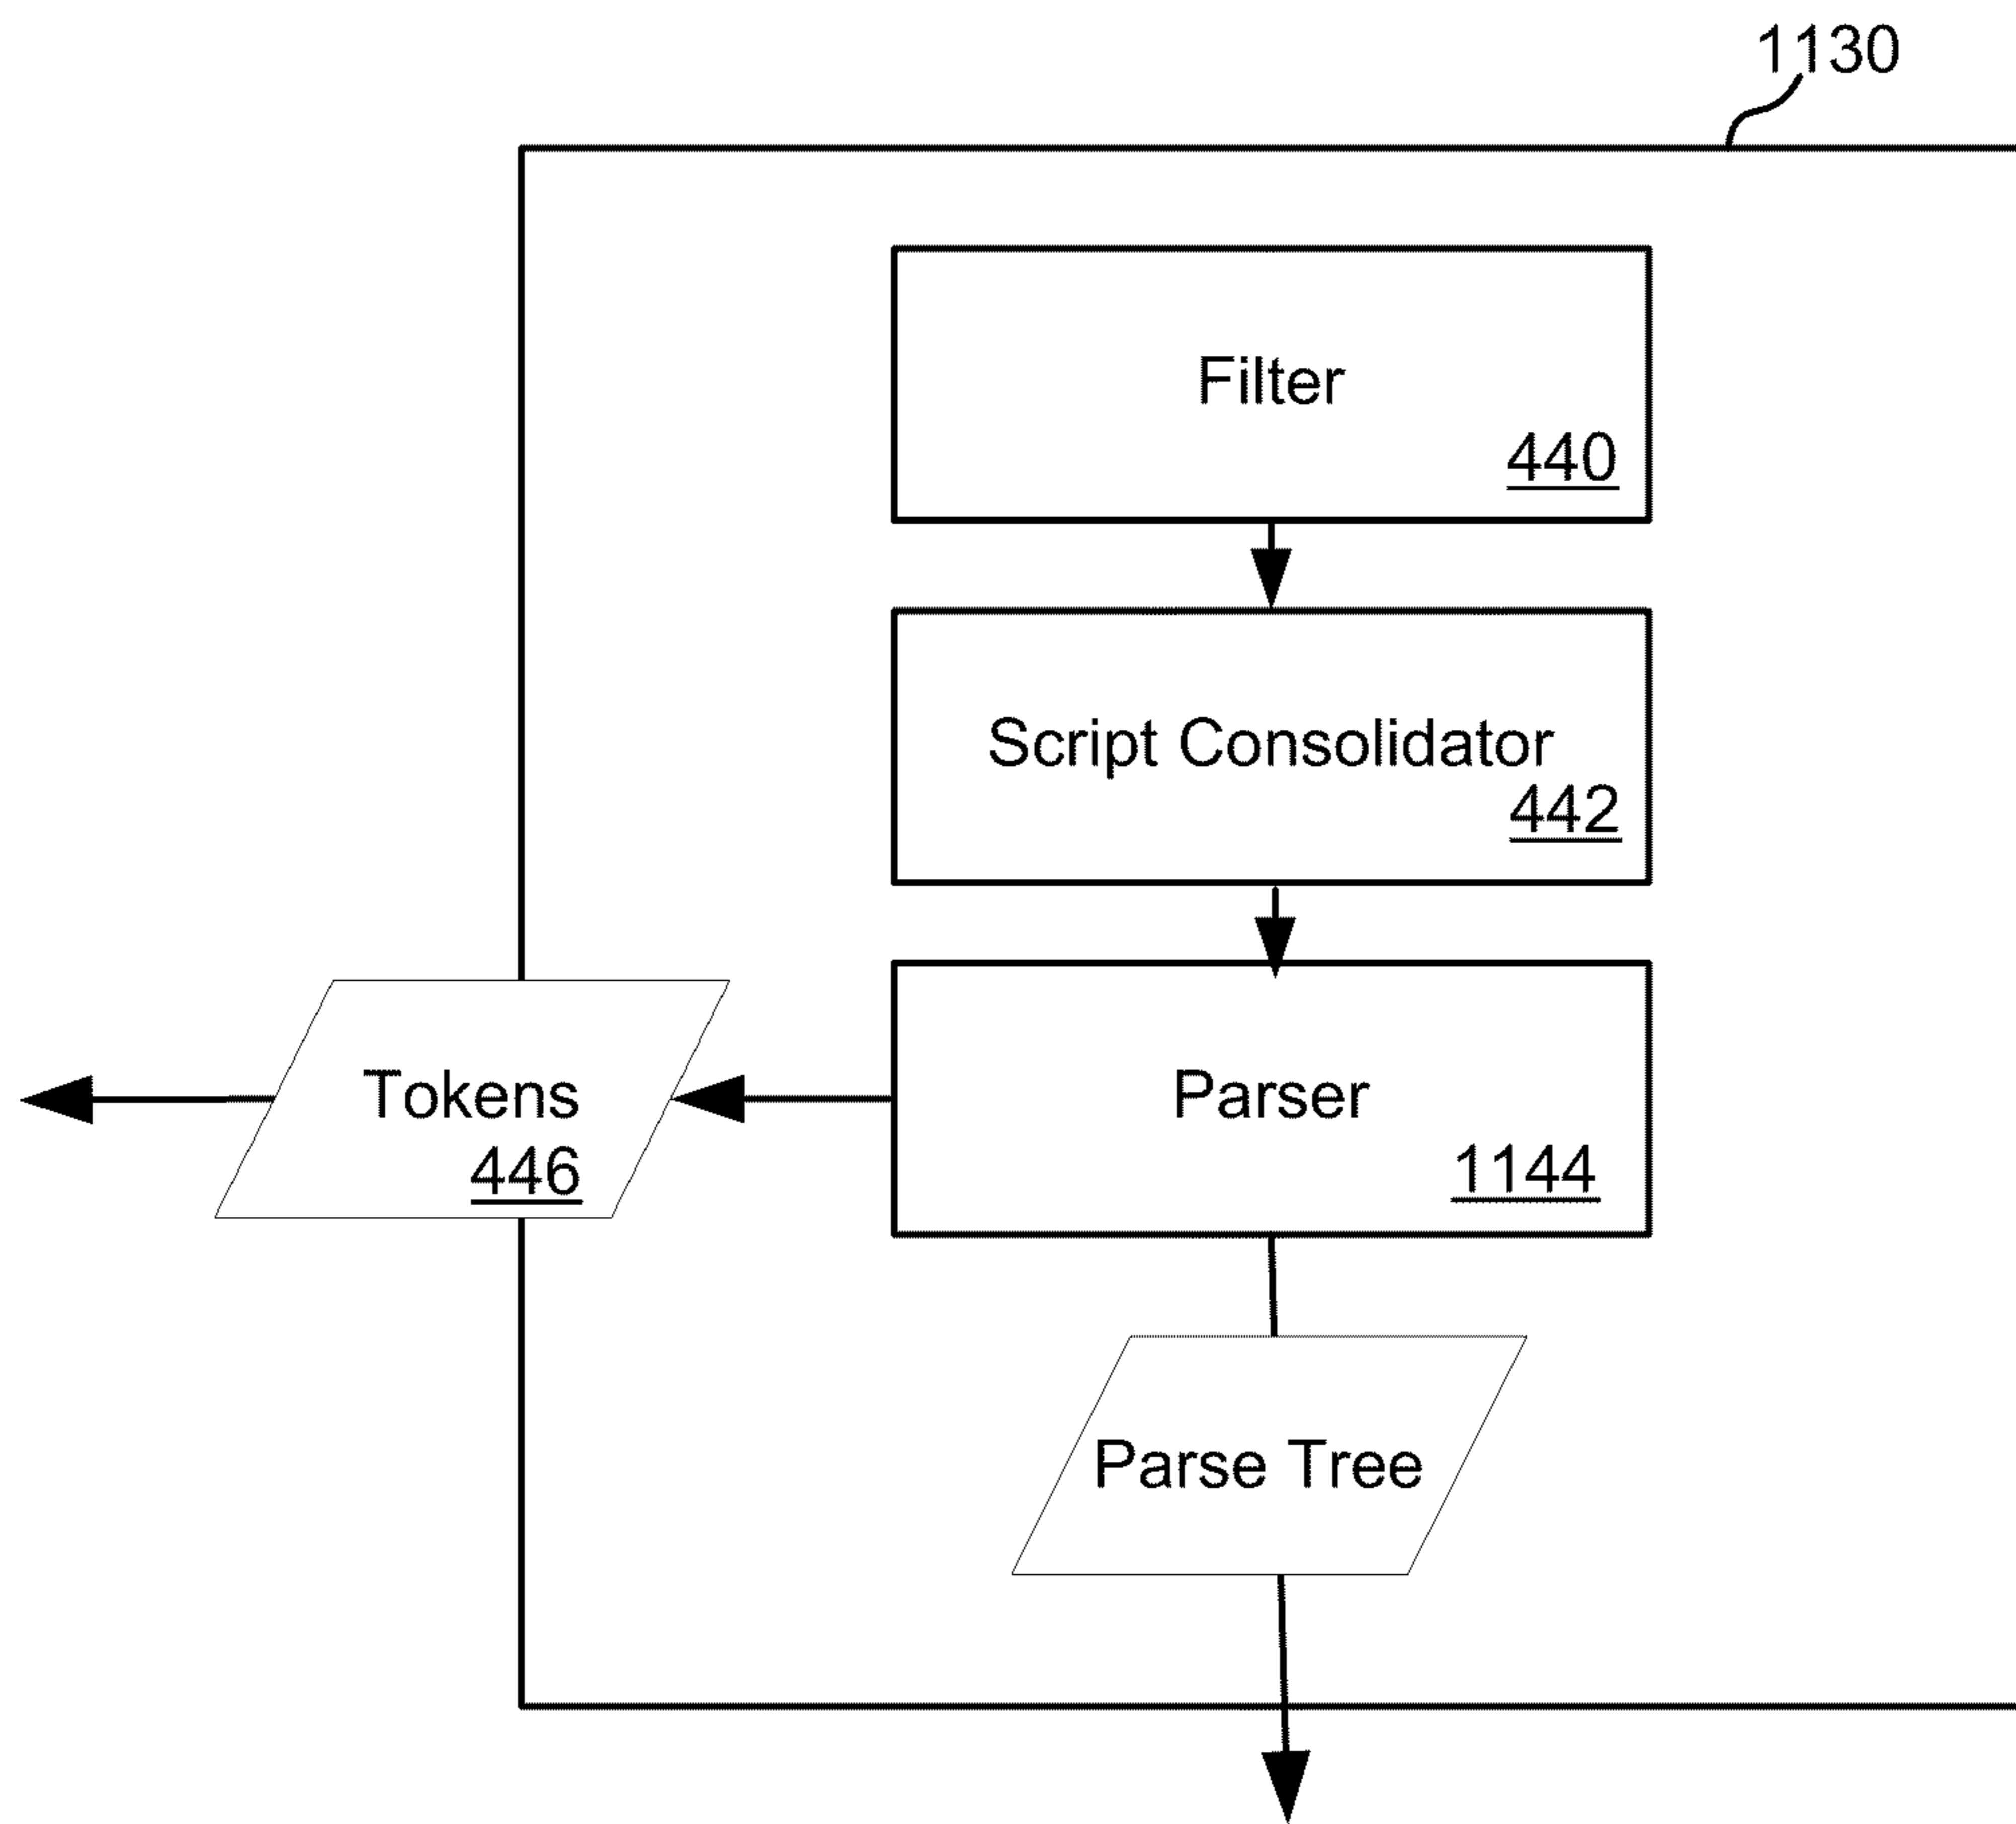 1130
Filter
440
Script Consolidator
442
Tokens
446
Parser
1144
Parse Tree